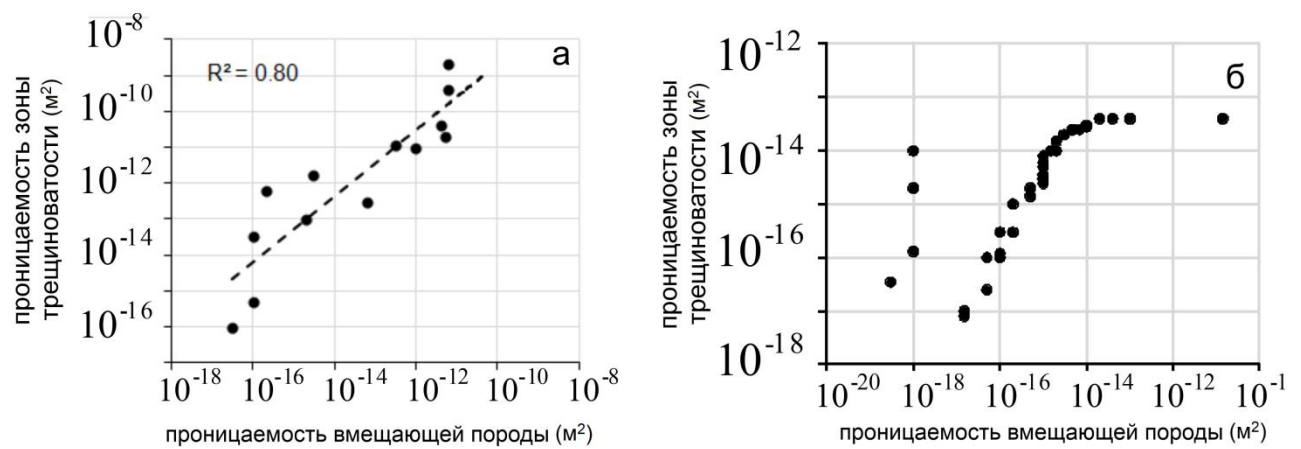 10⁻⁸
10⁻¹⁰
10⁻¹²
10⁻¹⁴
10⁻¹⁶
проницаемость зоны
трещиноватости (м²)
R² = 0.80
а
10⁻¹⁸ 10⁻¹⁶ 10⁻¹⁴ 10⁻¹² 10⁻¹⁰ 10⁻⁸
проницаемость вмещающей породы (м²)
10⁻¹²
10⁻¹⁴
10⁻¹⁶
10⁻¹⁸
проницаемость зоны
трещиноватости (м²)
б
10⁻²⁰ 10⁻¹⁸ 10⁻¹⁶ 10⁻¹⁴ 10⁻¹² 10⁻¹
проницаемость вмещающей породы (м²)